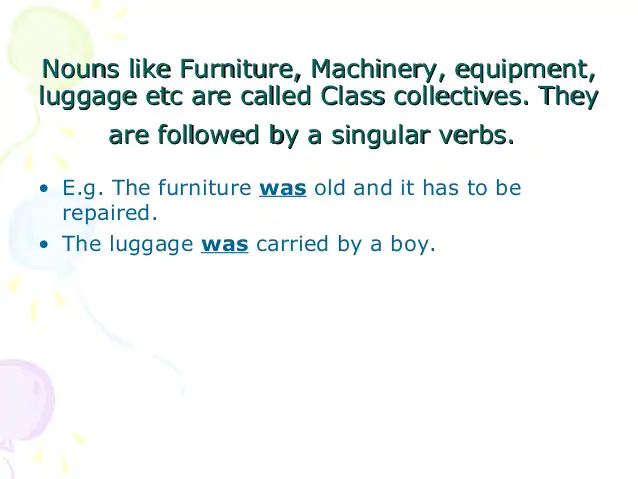 Nouns like Furniture, Machinery, equipment,
luggage etc are called Class collectives. They
are followed by a singular verbs.
• E.g. The furniture was old and it has to be
repaired.
• The luggage was carried by a boy.